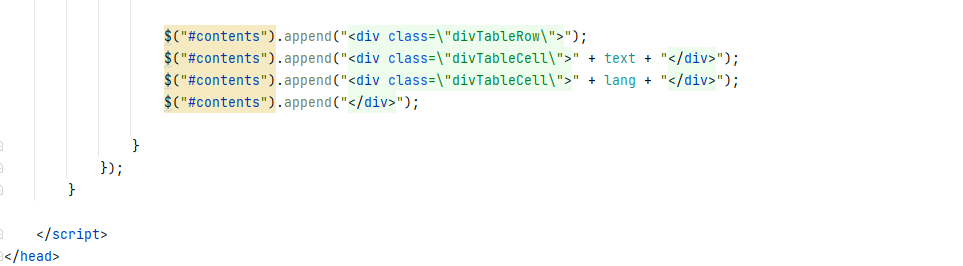 $("#contents").append("<div class=\"divTableRow\">");
$("#contents").append("<div class=\"divTableCell\">" + text + "</div>");
$("#contents").append("<div class=\"divTableCell\">" + lang + "</div>");
$("#contents").append("</div>");
}
});
}
</script>
</head>